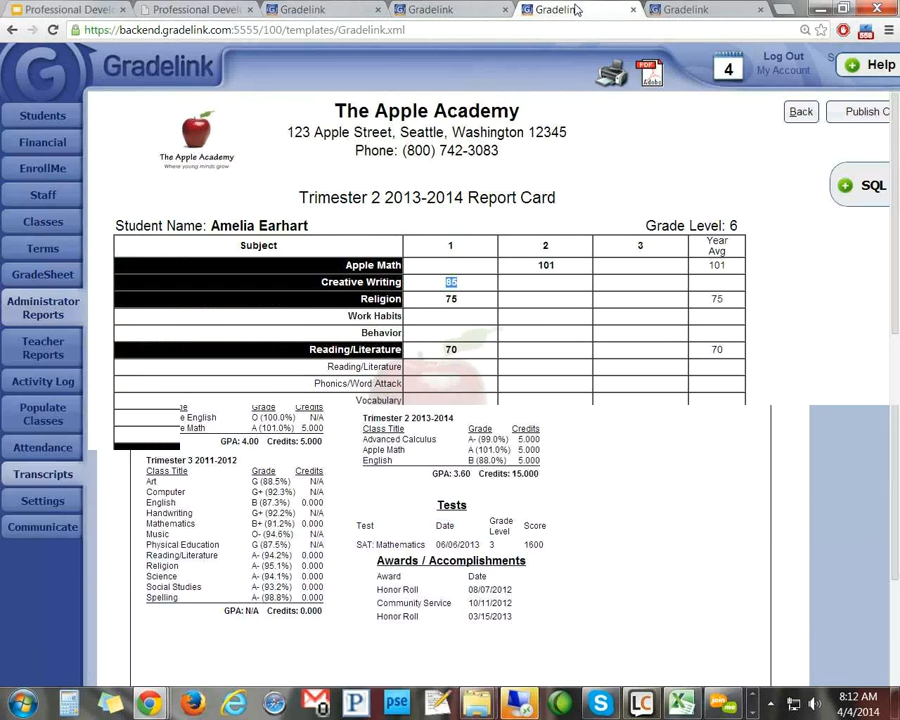 Professional Deve
Professional Devel
Gradelink
Gradelink
Gradelink
Gradelink
https://backend.gradelink.com:5555/100/templates/Gradelink.xml
558
G
Gradelink
PDF
Adobe
4
Log Out
My Account
S
Help
Students
Financial
EnrollMe
Staff
Classes
Terms
GradeSheet
Administrator
Reports
Teacher
Reports
Activity Log
Populate
Classes
Attendance
Transcripts
Settings
Communicate
The Apple Academy
Where young minds grow
The Apple Academy
123 Apple Street, Seattle, Washington 12345
Phone: (800) 742-3083
Back
Publish C
SQL
Trimester 2 2013-2014 Report Card
Student Name: Amelia Earhart
Grade Level: 6
Subject 1 2 3 Year Avg
Apple Math 101 101
Creative Writing 85
Religion 75 75
Work Habits
Behavior
Reading/Literature 70 70
Reading/Literature
Phonics/Word Attack
Vocabulary
Grade Credits
e English O (100.0%) N/A
e Math A (101.0%) 5.000
GPA: 4.00 Credits: 5.000
Trimester 3 2011-2012
Class Title Grade Credits
Art G (88.5%) N/A
Computer G+ (92.3%) N/A
English B (87.3%) N/A
Handwriting G+ (92.2%) N/A
Mathematics B+ (91.2%) N/A
Music O- (94.6%) N/A
Physical Education G (87.5%) N/A
Reading/Literature A- (94.2%) 0.000
Religion A- (95.1%) 0.000
Science A- (94.1%) 0.000
Social Studies A- (93.2%) 0.000
Spelling A- (98.8%) 0.000
GPA: N/A Credits: 0.000
Trimester 2 2013-2014
Class Title Grade Credits
Advanced Calculus A- (99.0%) 5.000
Apple Math A (101.0%) 5.000
English B (88.0%) 5.000
GPA: 3.60 Credits: 15.000
Tests
Test Date Grade Level Score
SAT: Mathematics 06/06/2013 3 1600
Awards / Accomplishments
Award Date
Honor Roll 08/07/2012
Community Service 10/11/2012
Honor Roll 03/15/2013
P
pse
S
LC
8:12 AM
4/4/2014